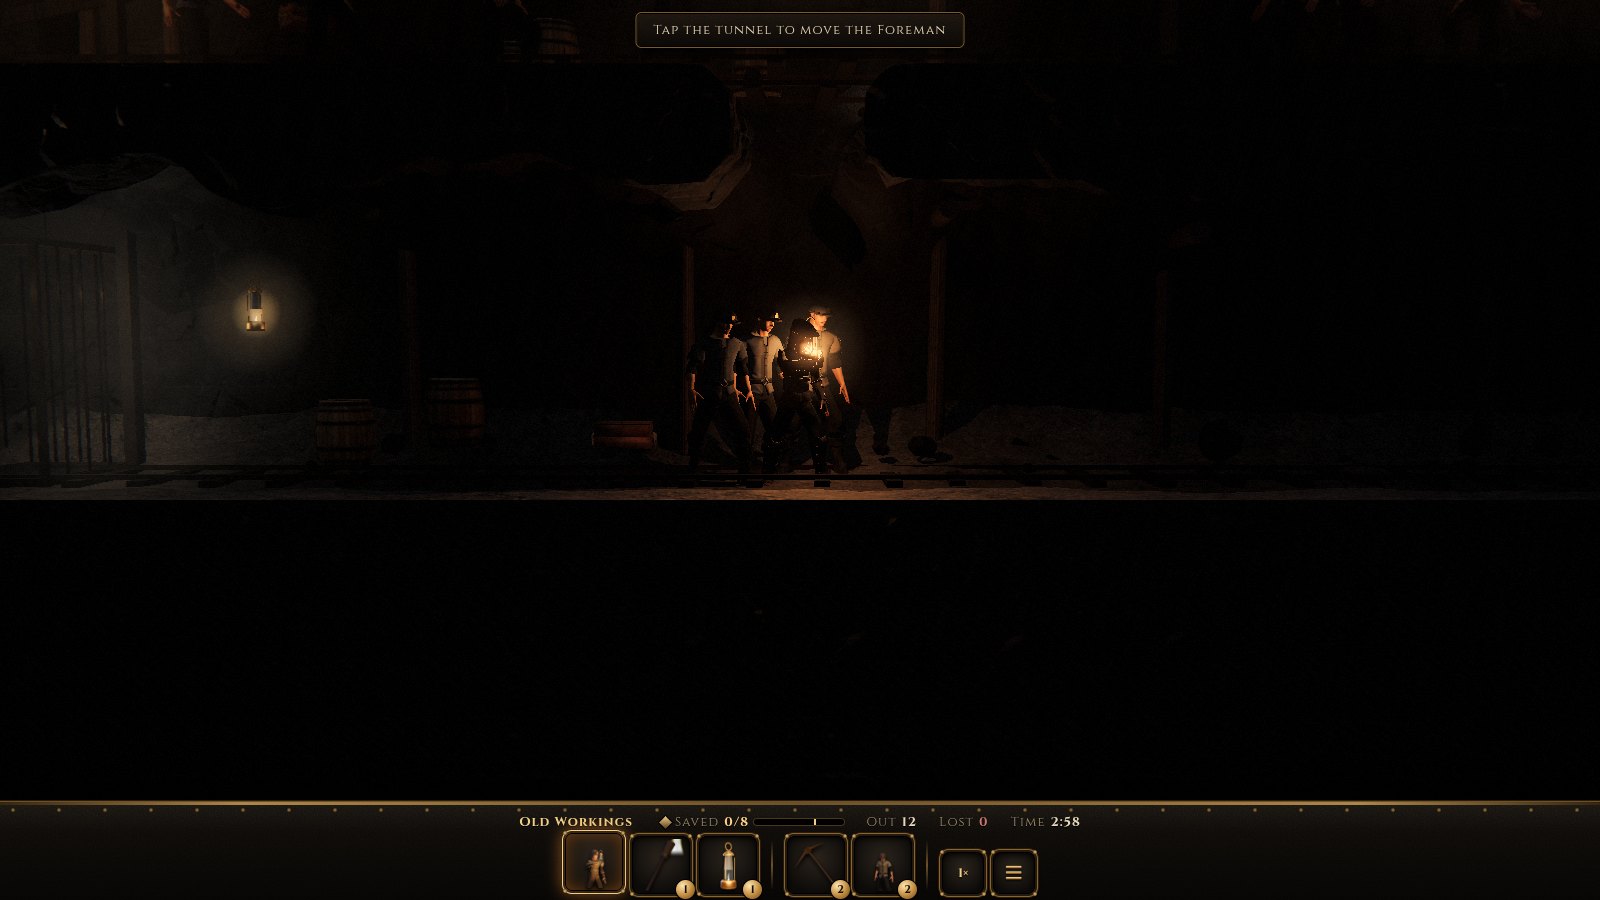 Tap the tunnel to move the Foreman
Old Workings Saved 0/8 Out 12 Lost 0 Time 2:58
1 1 2 2 1×